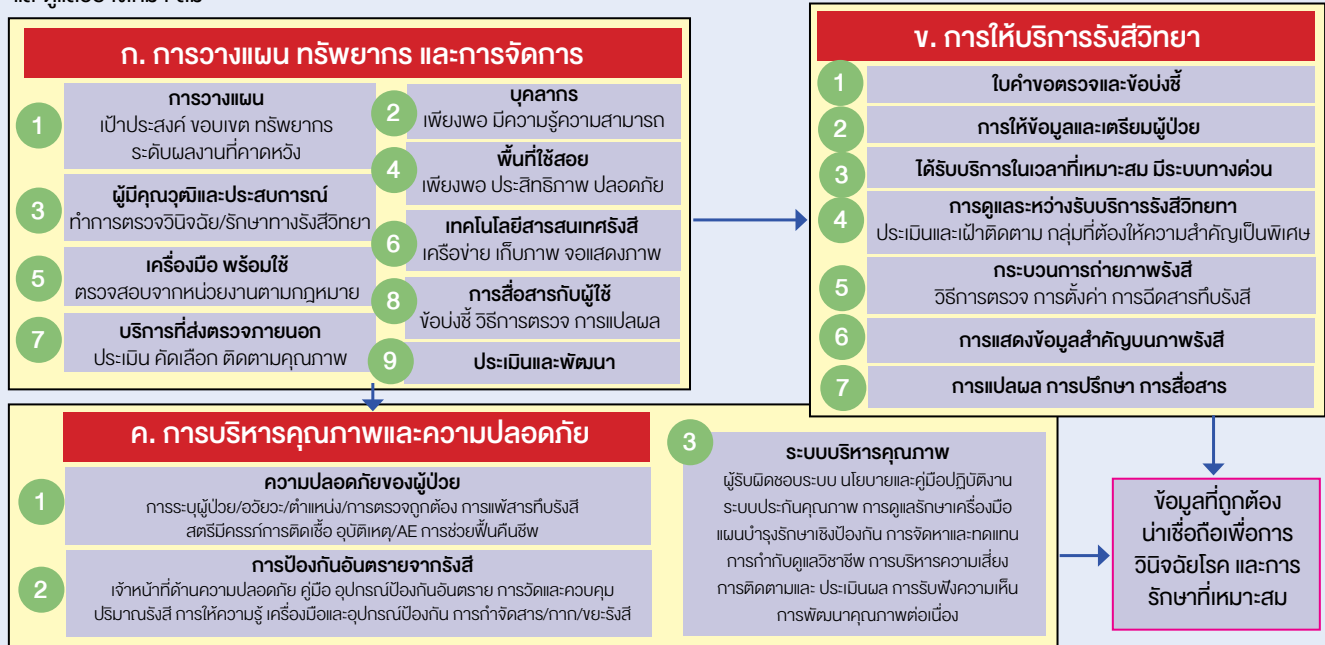 ก. การวางแผน ทรัพยากร และการจัดการ
1
การวางแผน
เป้าประสงค์ ขอบเขต ทรัพยากร
ระดับผลงานที่คาดหวัง
2
บุคลากร
เพียงพอ มีความรู้ความสามารถ
3
ผู้มีคุณวุฒิและประสบการณ์
ทำการตรวจวินิจฉัย/รักษาทางรังสีวิทยา
4
พื้นที่ใช้สอย
เพียงพอ ประสิทธิภาพ ปลอดภัย
5
เครื่องมือ พร้อมใช้
ตรวจสอบจากหน่วยงานตามกฎหมาย
6
เทคโนโลยีสารสนเทศรังสี
เครือข่าย เก็บภาพ จอแสดงภาพ
7
บริการที่ส่งตรวจภายนอก
ประเมิน คัดเลือก ติดตามคุณภาพ
8
การสื่อสารกับผู้ใช้
ข้อบ่งชี้ วิธีการตรวจ การแปลผล
9
ประเมินและพัฒนา
ข. การให้บริการรังสีวิทยา
1
ใบคำขอตรวจและข้อบ่งชี้
2
การให้ข้อมูลและเตรียมผู้ป่วย
3
ได้รับบริการในเวลาที่เหมาะสม มีระบบทางด่วน
4
การดูแลระหว่างรับบริการรังสีวิทยทา
ประเมินและเฝ้าติดตาม กลุ่มที่ต้องให้ความสำคัญเป็นพิเศษ
5
กระบวนการถ่ายภาพรังสี
วิธีการตรวจ การตั้งค่า การฉีดสารทึบรังสี
6
การแสดงข้อมูลสำคัญบนภาพรังสี
7
การแปลผล การปรึกษา การสื่อสาร
ค. การบริหารคุณภาพและความปลอดภัย
1
ความปลอดภัยของผู้ป่วย
การระบุผู้ป่วย/อวัยวะ/ตำแหน่ง/การตรวจถูกต้อง การแพ้สารทึบรังสี
สตรีมีครรภ์การติดเชื้อ อุบัติเหตุ/AE การช่วยฟื้นคืนชีพ
2
การป้องกันอันตรายจากรังสี
เจ้าหน้าที่ด้านความปลอดภัย คู่มือ อุปกรณ์ป้องกันอันตราย การวัดและควบคุม
ปริมาณรังสี การให้ความรู้ เครื่องมือและอุปกรณ์ป้องกัน การกำจัดสาร/กาก/ขยะรังสี
3
ระบบบริหารคุณภาพ
ผู้รับผิดชอบระบบ นโยบายและคู่มือปฏิบัติงาน
ระบบประกันคุณภาพ การดูแลรักษาเครื่องมือ
แผนบำรุงรักษาเชิงป้องกัน การจัดหาและทดแทน
การกำกับดูแลวิชาชีพ การบริหารความเสี่ยง
การติดตามและ ประเมินผล การรับฟังความเห็น
การพัฒนาคุณภาพต่อเนื่อง
ข้อมูลที่ถูกต้อง
น่าเชื่อถือเพื่อการ
วินิจฉัยโรค และการ
รักษาที่เหมาะสม